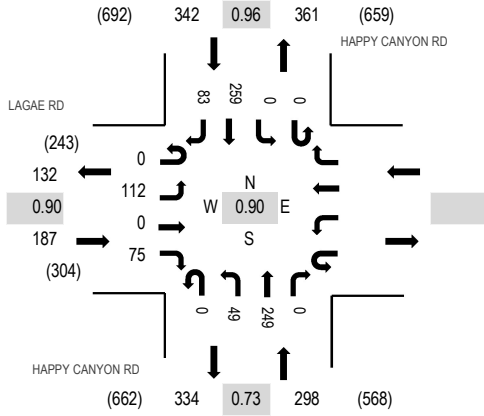 (692) 342 0.96 361 (659)
HAPPY CANYON RD
83 259 0 0
LAGAE RD
(243)
132
0.90
187
(304)
0
112
0
75
N
W 0.90 E
S
0 49 249 0
HAPPY CANYON RD
(662) 334 0.73 298 (568)